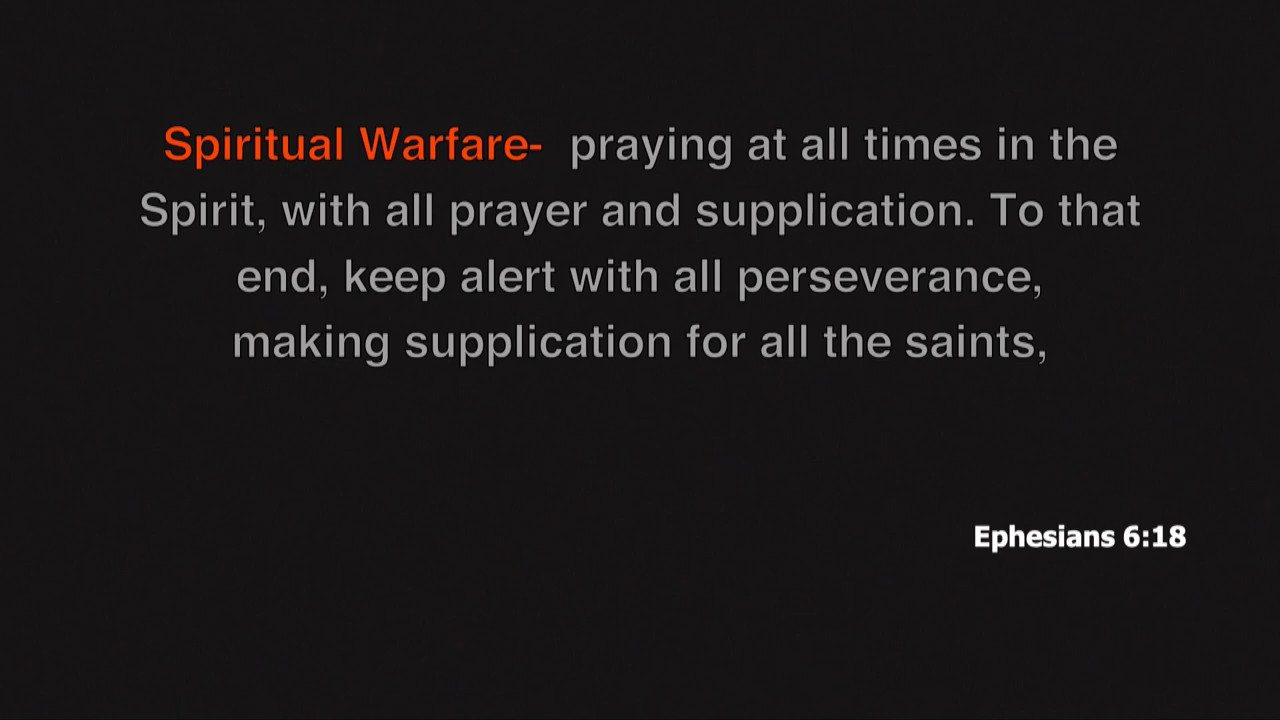 Spiritual Warfare- praying at all times in the
Spirit, with all prayer and supplication. To that
end, keep alert with all perseverance,
making supplication for all the saints,
Ephesians 6:18